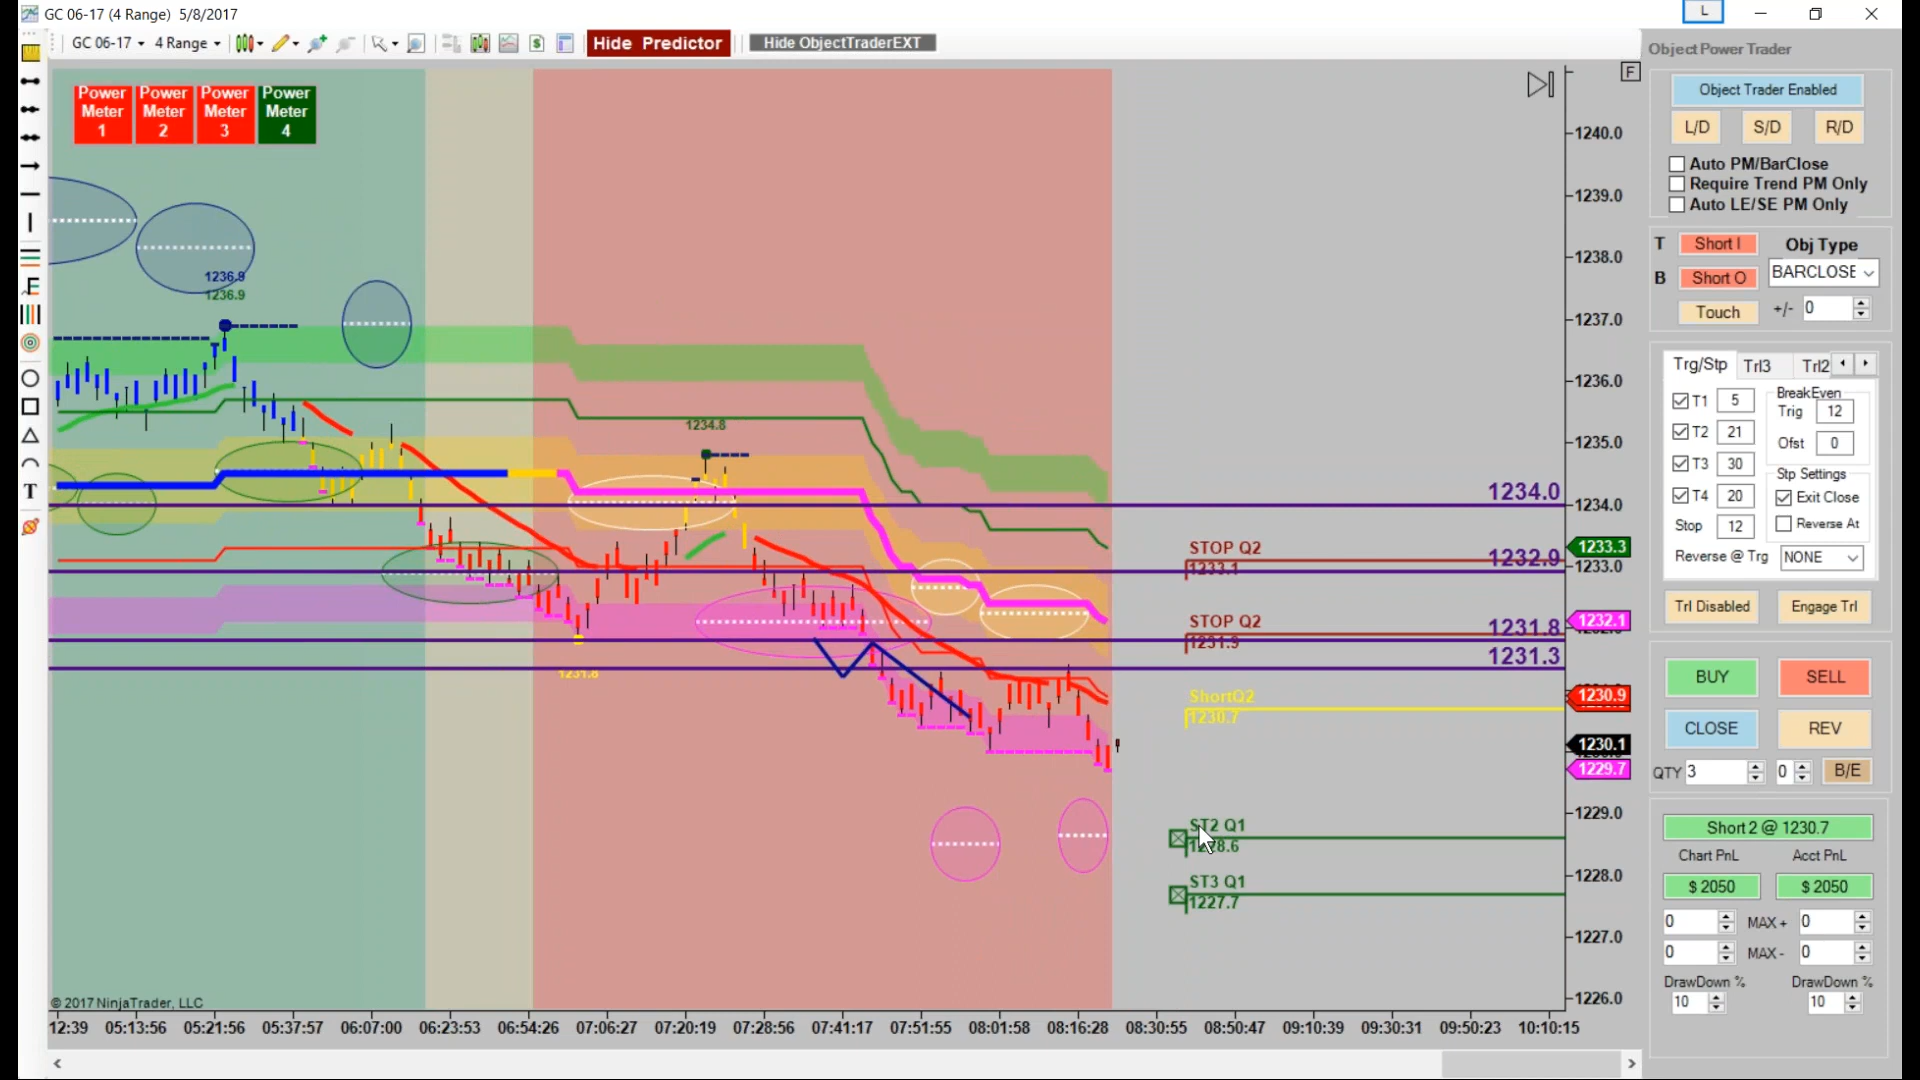 GC 06-17 (4 Range) 5/8/2017
L
GC 06-17 4 Range
Hide Predictor
Hide ObjectTraderEXT
Power Meter 1
Power Meter 2
Power Meter 3
Power Meter 4
F
1236.9
1236.9
1234.8
1231.8
1240.0
1239.0
1238.0
1237.0
1236.0
1235.0
1234.0
1234.0
1233.3
STOP Q2
1233.1
1232.9
1233.0
STOP Q2
1231.9
1232.1
1231.8
1231.3
ShortQ2
1230.7
1230.9
1230.1
1229.7
1229.0
ST2 Q1
1228.6
1228.0
ST3 Q1
1227.7
1227.0
1226.0
© 2017 NinjaTrader, LLC
12:39 05:13:56 05:21:56 05:37:57 06:07:00 06:23:53 06:54:26 07:06:27 07:20:19 07:28:56 07:41:17 07:51:55 08:01:58 08:16:28 08:30:55 08:50:47 09:10:39 09:30:31 09:50:23 10:10:15
T
Object Power Trader
Object Trader Enabled
L/D S/D R/D
Auto PM/BarClose
Require Trend PM Only
Auto LE/SE PM Only
T Short I Obj Type
B Short O BARCLOSE
Touch +/- 0
Trg/Stp Trl3 Trl2
T1 5
BreakEven
Trig 12
T2 21
Ofst 0
T3 30
Stp Settings
T4 20
Exit Close
Stop 12
Reverse At
Reverse @ Trg NONE
Trl Disabled Engage Trl
BUY SELL
CLOSE REV
QTY 3 0 B/E
Short 2 @ 1230.7
Chart PnL Acct PnL
$ 2050 $ 2050
0 MAX + 0
0 MAX - 0
DrawDown % DrawDown %
10 10